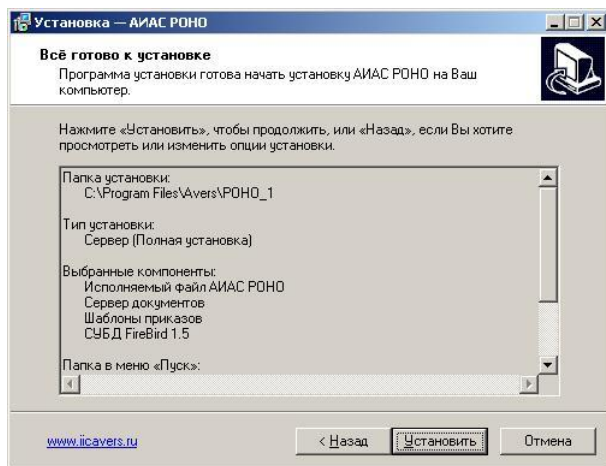 Установка — АИАС РОНО
Всё готово к установке
Программа установки готова начать установку АИАС РОНО на Ваш
компьютер.
Нажмите «Установить», чтобы продолжить, или «Назад», если Вы хотите
просмотреть или изменить опции установки.
Папка установки:
C:\Program Files\Avers\РОНО_1
Тип установки:
Сервер (Полная установка)
Выбранные компоненты:
Исполняемый файл АИАС РОНО
Сервер документов
Шаблоны приказов
СУБД FireBird 1.5
Папка в меню «Пуск»:
www.iicavers.ru
< Назад
Установить
Отмена